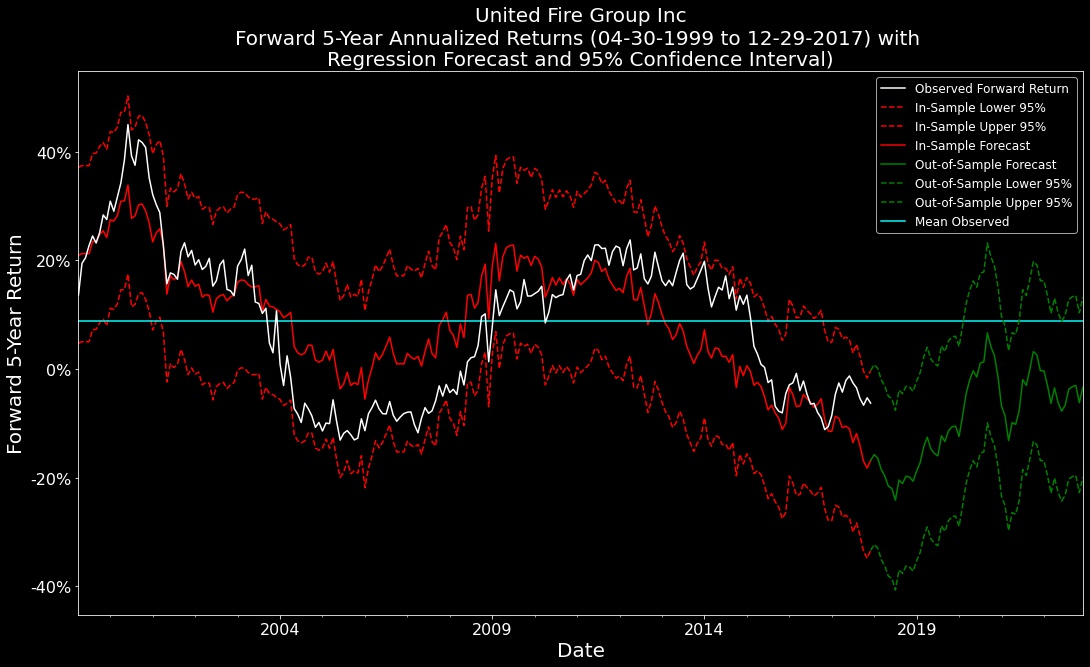 United Fire Group Inc
Forward 5-Year Annualized Returns (04-30-1999 to 12-29-2017) with
Regression Forecast and 95% Confidence Interval)
Observed Forward Return
In-Sample Lower 95%
In-Sample Upper 95%
In-Sample Forecast
Out-of-Sample Forecast
Out-of-Sample Lower 95%
Out-of-Sample Upper 95%
Mean Observed
Forward 5-Year Return
40%
20%
0%
-20%
-40%
2004 2009 2014 2019
Date